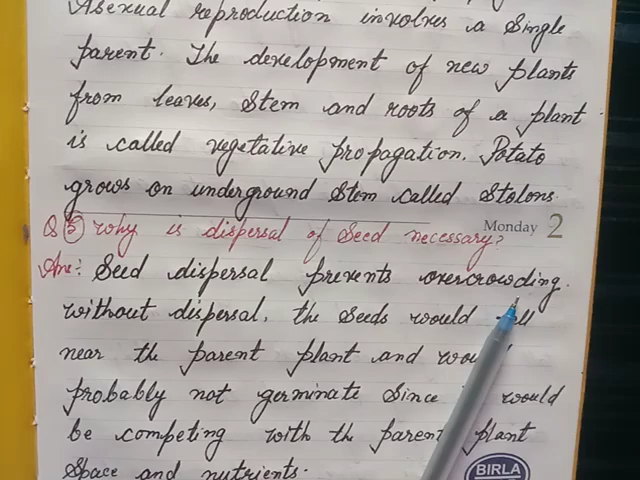 Asexual reproduction involves a single
parent. The development of new plants
from leaves, stem and roots of a plant
is called vegetative propagation. Potato
grows on underground stem called stolons
Monday 2
Q 5 Why is dispersal of seed necessary?
Ans: Seed dispersal prevents overcrowding.
without dispersal, the seeds would
near the parent plant and
probably not germinate since would
be competing with the parent plant
space and nutrients.
BIRLA